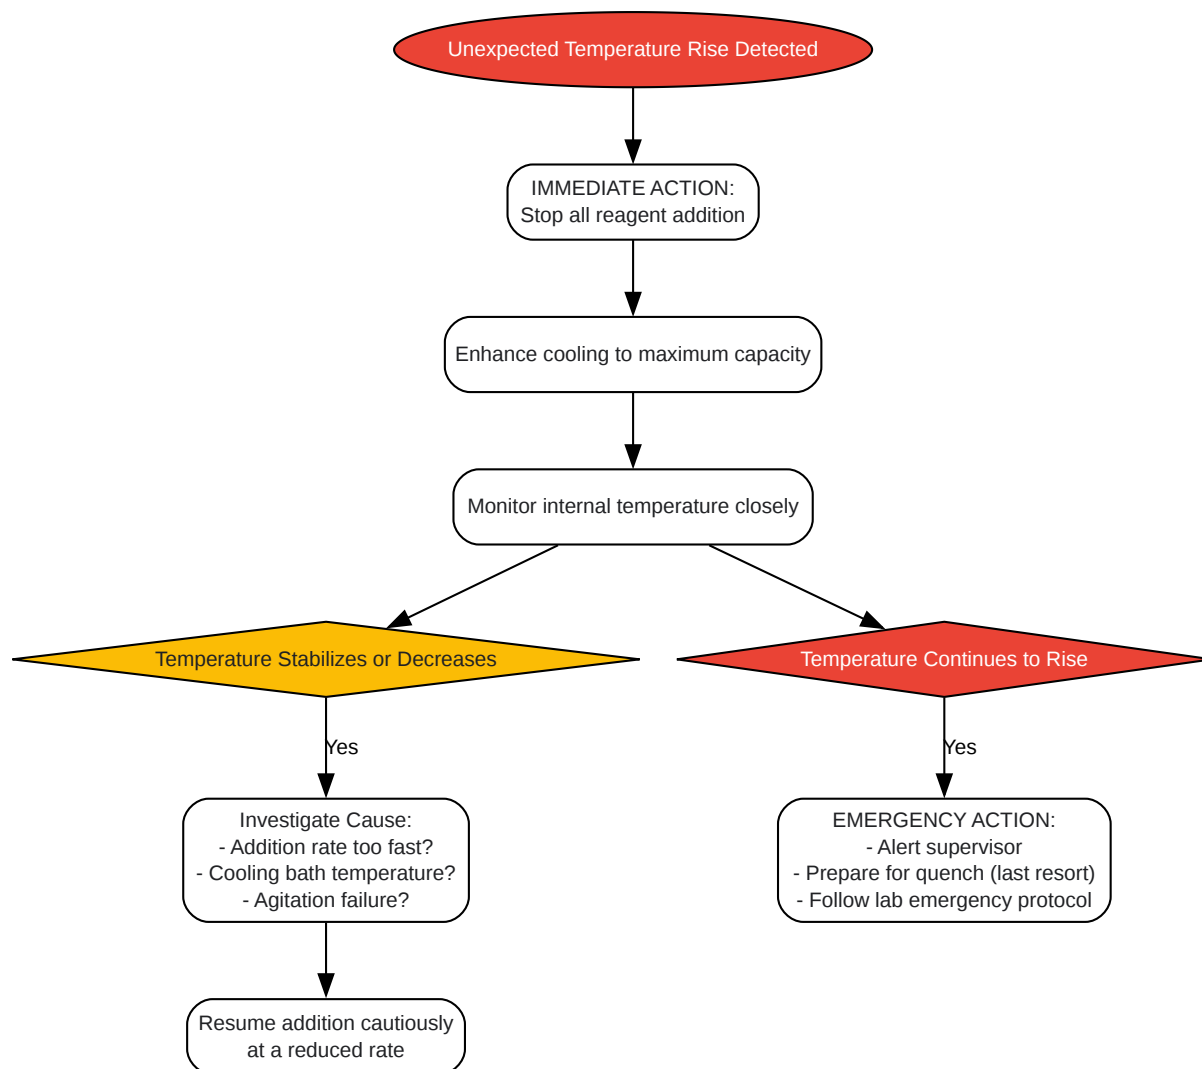 Unexpected Temperature Rise Detected
IMMEDIATE ACTION:
Stop all reagent addition
Enhance cooling to maximum capacity
Monitor internal temperature closely
Temperature Stabilizes or Decreases
Temperature Continues to Rise
Yes
Yes
Investigate Cause:
- Addition rate too fast?
- Cooling bath temperature?
- Agitation failure?
EMERGENCY ACTION:
- Alert supervisor
- Prepare for quench (last resort)
- Follow lab emergency protocol
Resume addition cautiously
at a reduced rate